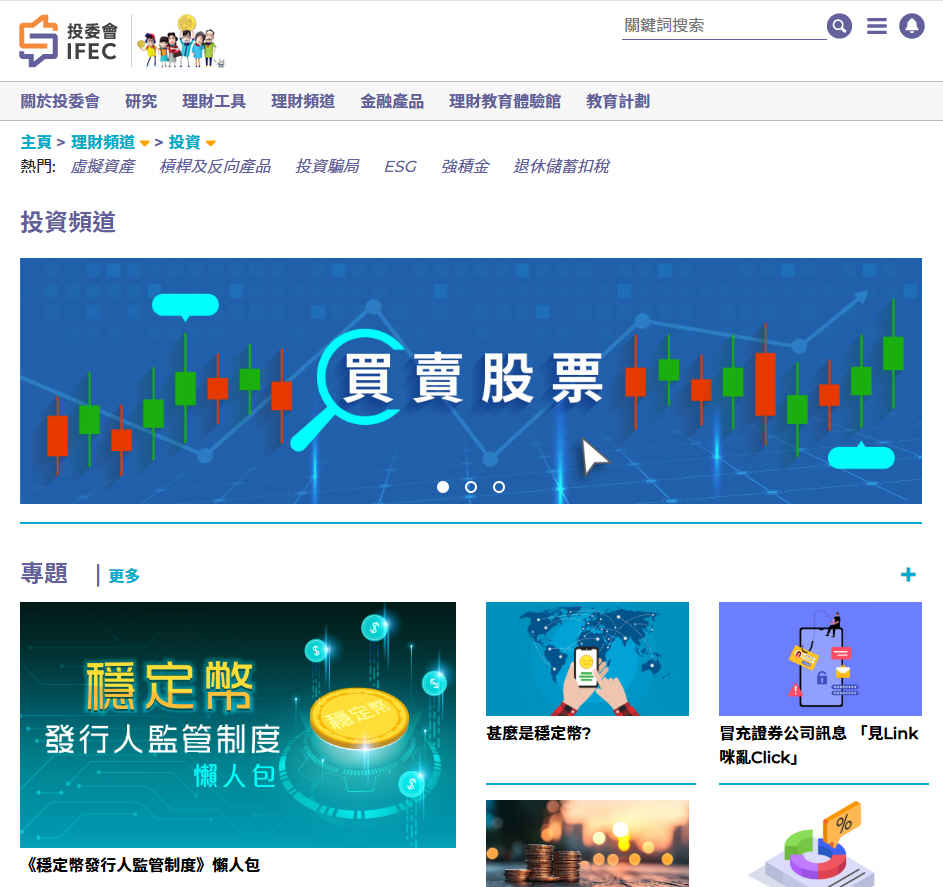 投委會
IFEC
關鍵詞搜索
關於投委會 研究 理財工具 理財頻道 金融產品 理財教育體驗館 教育計劃
主頁 > 理財頻道 > 投資
熱門: 虛擬資產 槓桿及反向產品 投資騙局 ESG 強積金 退休儲蓄扣稅
投資頻道
買賣股票
專題 | 更多 +
穩定幣
發行人監管制度
懶人包
穩定幣
《穩定幣發行人監管制度》懶人包
甚麼是穩定幣?
冒充證券公司訊息 「見Link
咪亂Click」
%